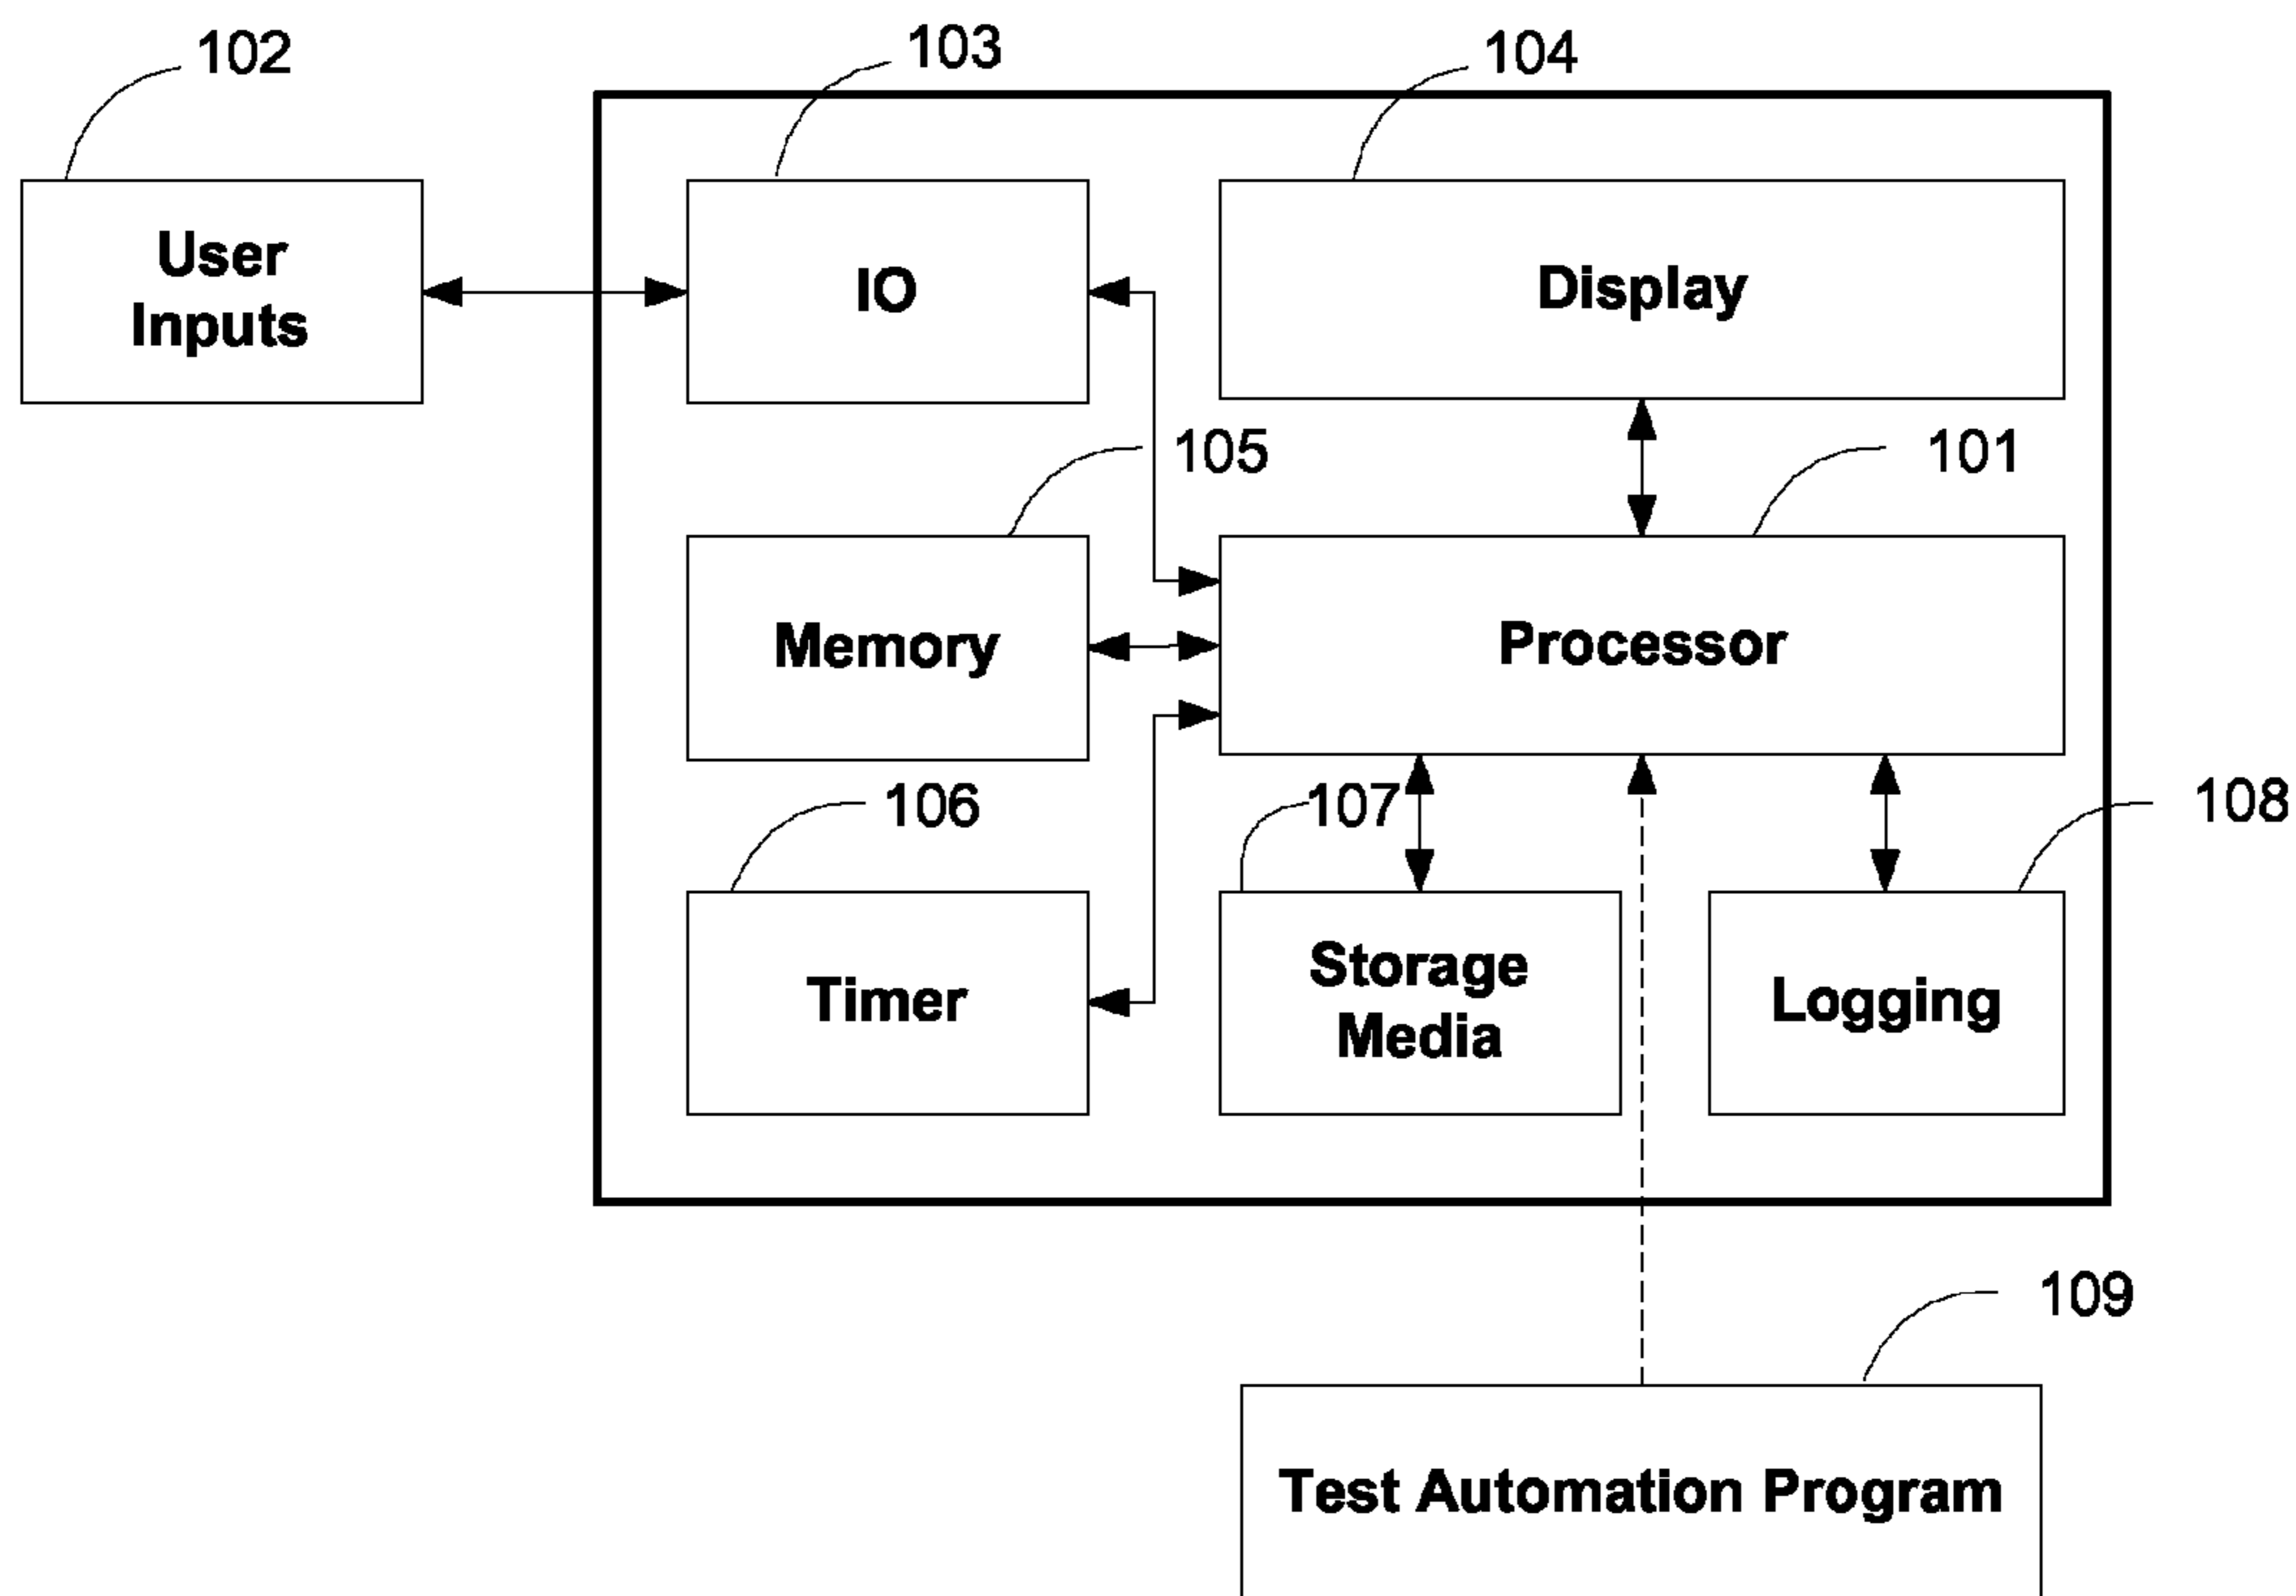 102
103
104
User
Inputs
IO
Display
105
101
Memory
Processor
106
107
108
Timer
Storage
Media
Logging
109
Test Automation Program